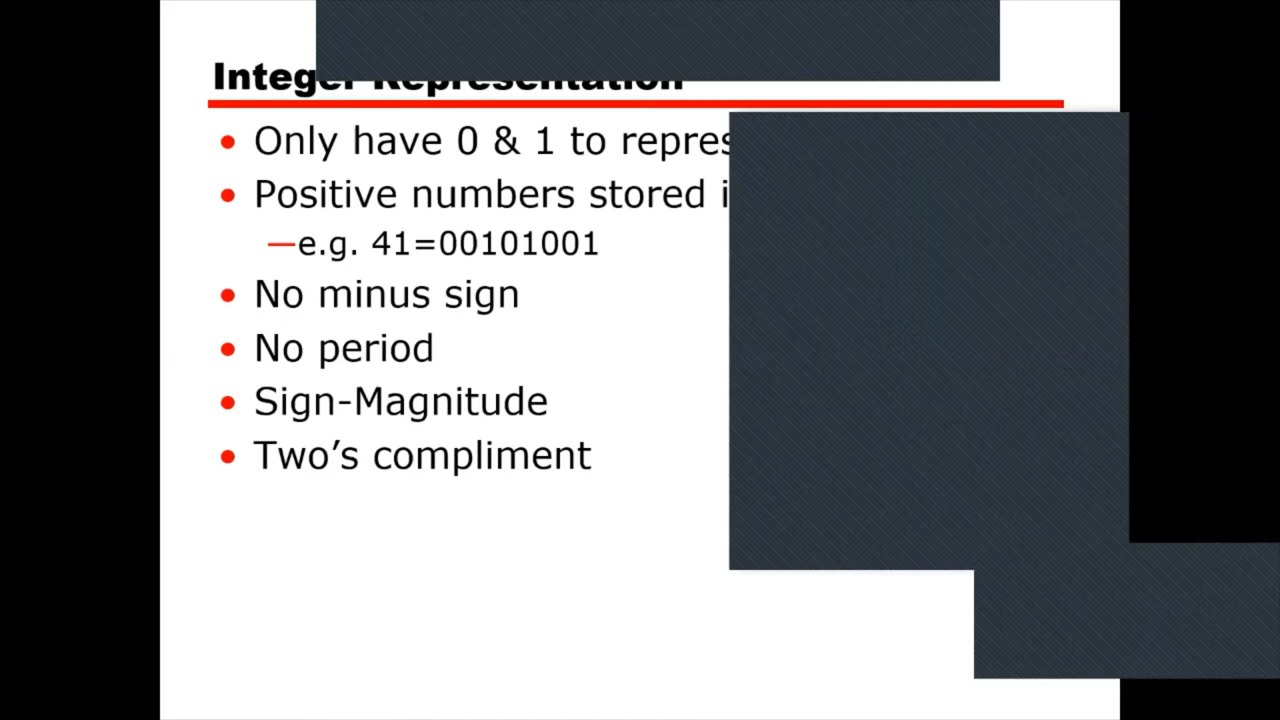 Integer Representation
Only have 0 & 1 to
Positive numbers stored
—e.g. 41=00101001
No minus sign
No period
Sign-Magnitude
Two’s compliment